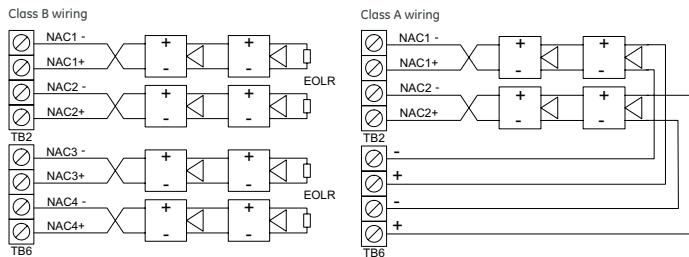 Class B wiring
NAC1 -
+ +
NAC1+
- -
EOLR
NAC2 -
+ +
NAC2+
- -
TB2
NAC3 -
+ +
NAC3+
- -
EOLR
NAC4 -
+ +
NAC4+
- -
TB6
Class A wiring
NAC1 -
+ +
NAC1+
- -
NAC2 -
+ +
NAC2+
- -
TB2
-
+
-
+
TB6